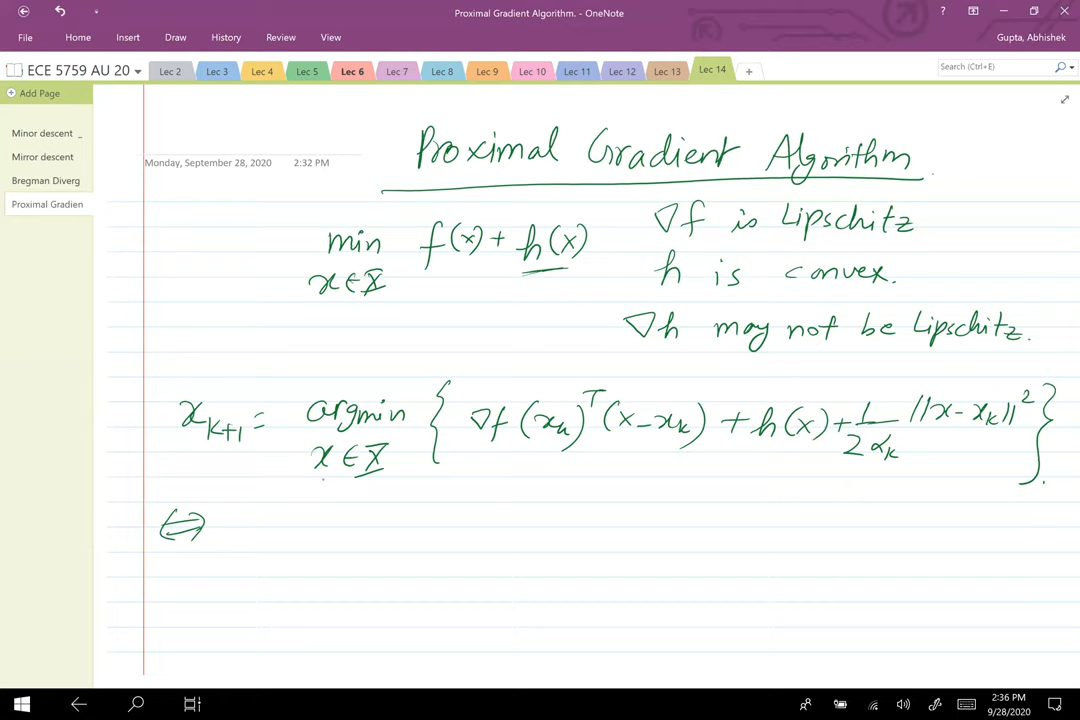 Proximal Gradient Algorithm. - OneNote
File Home Insert Draw History Review View
Gupta, Abhishek
ECE 5759 AU 20
Lec 2 Lec 3 Lec 4 Lec 5 Lec 6 Lec 7 Lec 8 Lec 9 Lec 10 Lec 11 Lec 12 Lec 13 Lec 14 +
Search (Ctrl+E)
Add Page
Minor descent _
Mirror descent
Bregman Diverg
Proximal Gradien
Monday, September 28, 2020 2:32 PM
Proximal Gradient Algorithm
min f(x) + h(x)
x∈X
∇f is Lipschitz
h is convex.
∇h may not be Lipschitz.
x_{k+1} = argmin { ∇f(x_k)^T (x-x_k) + h(x) + 1/(2α_k) ||x-x_k||^2 }.
x∈X
⇔
2:36 PM
9/28/2020